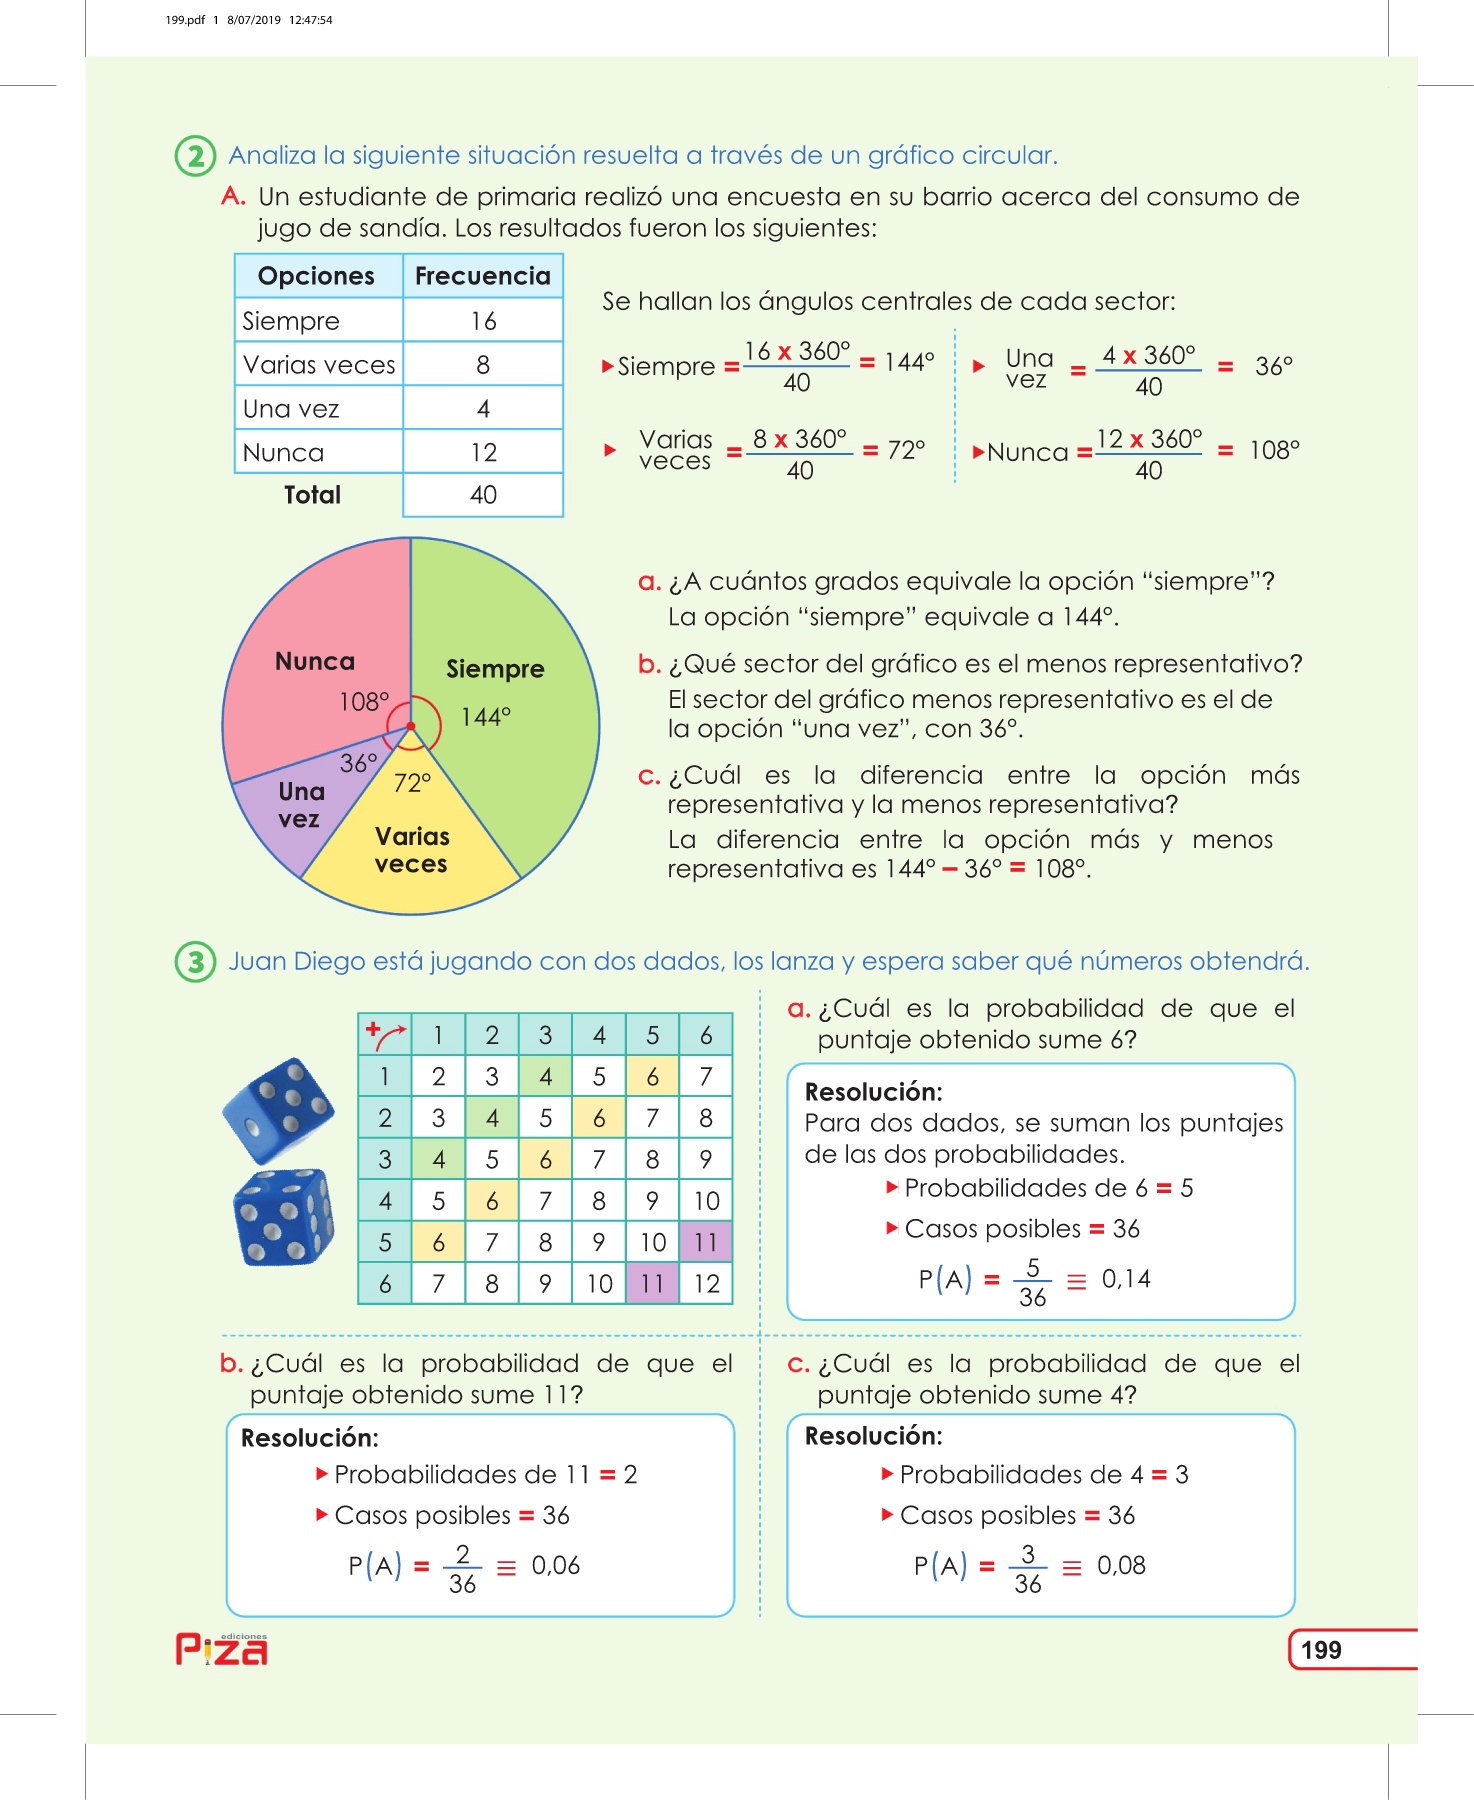 199.pdf 1 8/07/2019 12:47:54
2 Analiza la siguiente situación resuelta a través de un gráfico circular.
A. Un estudiante de primaria realizó una encuesta en su barrio acerca del consumo de
jugo de sandía. Los resultados fueron los siguientes:
Opciones Frecuencia
Siempre 16
Varias veces 8
Una vez 4
Nunca 12
Total 40
Se hallan los ángulos centrales de cada sector:
Siempre = 16 x 360° / 40 = 144°
Una vez = 4 x 360° / 40 = 36°
Varias veces = 8 x 360° / 40 = 72°
Nunca = 12 x 360° / 40 = 108°
Nunca
108°
Siempre
144°
36°
Una
vez
72°
Varias
veces
a. ¿A cuántos grados equivale la opción “siempre”?
La opción “siempre” equivale a 144°.
b. ¿Qué sector del gráfico es el menos representativo?
El sector del gráfico menos representativo es el de
la opción “una vez”, con 36°.
c. ¿Cuál es la diferencia entre la opción más
representativa y la menos representativa?
La diferencia entre la opción más y menos
representativa es 144° – 36° = 108°.
3 Juan Diego está jugando con dos dados, los lanza y espera saber qué números obtendrá.
+ 1 2 3 4 5 6
1 2 3 4 5 6 7
2 3 4 5 6 7 8
3 4 5 6 7 8 9
4 5 6 7 8 9 10
5 6 7 8 9 10 11
6 7 8 9 10 11 12
a. ¿Cuál es la probabilidad de que el
puntaje obtenido sume 6?
Resolución:
Para dos dados, se suman los puntajes
de las dos probabilidades.
Probabilidades de 6 = 5
Casos posibles = 36
P(A) = 5/36 ≡ 0,14
b. ¿Cuál es la probabilidad de que el
puntaje obtenido sume 11?
Resolución:
Probabilidades de 11 = 2
Casos posibles = 36
P(A) = 2/36 ≡ 0,06
c. ¿Cuál es la probabilidad de que el
puntaje obtenido sume 4?
Resolución:
Probabilidades de 4 = 3
Casos posibles = 36
P(A) = 3/36 ≡ 0,08
ediciones
Piza
199